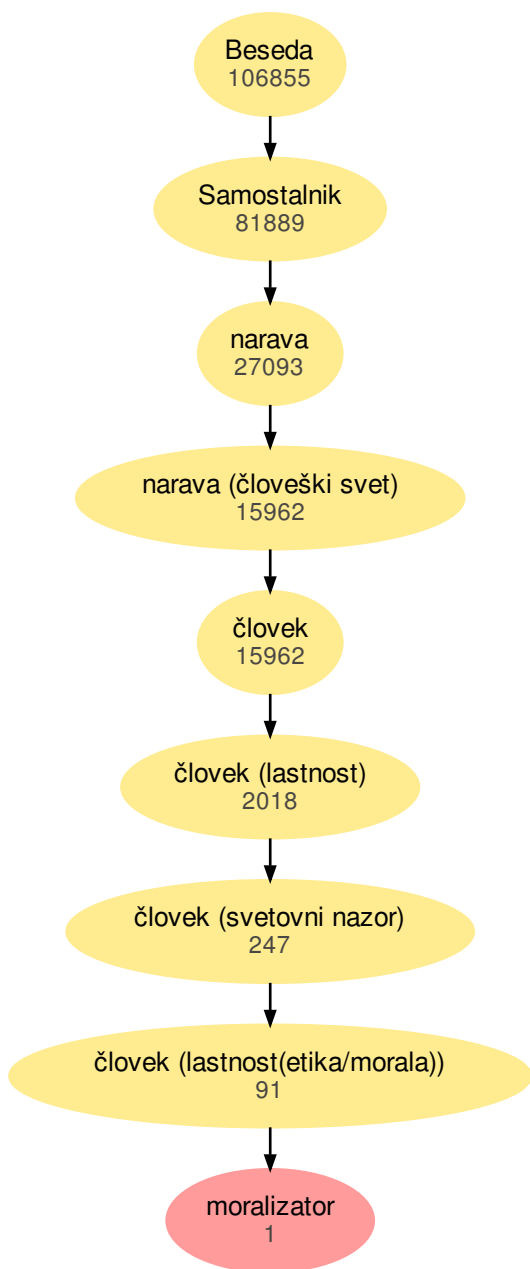 Beseda
106855
Samostalnik
81889
narava
27093
narava (človeški svet)
15962
človek
15962
človek (lastnost)
2018
človek (svetovni nazor)
247
človek (lastnost(etika/morala))
91
moralizator
1